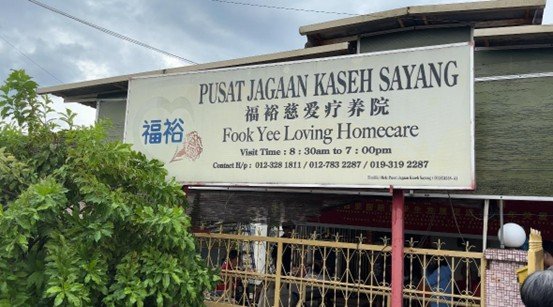 PUSAT JAGAAN KASEH SAYANG
福裕慈爱疗养院
福裕
Fook Yee Loving Homecare
Visit Time : 8 : 30am to 7 : 00pm
Contact H/p : 012-328 1811 / 012-783 2287 / 019-319 2287